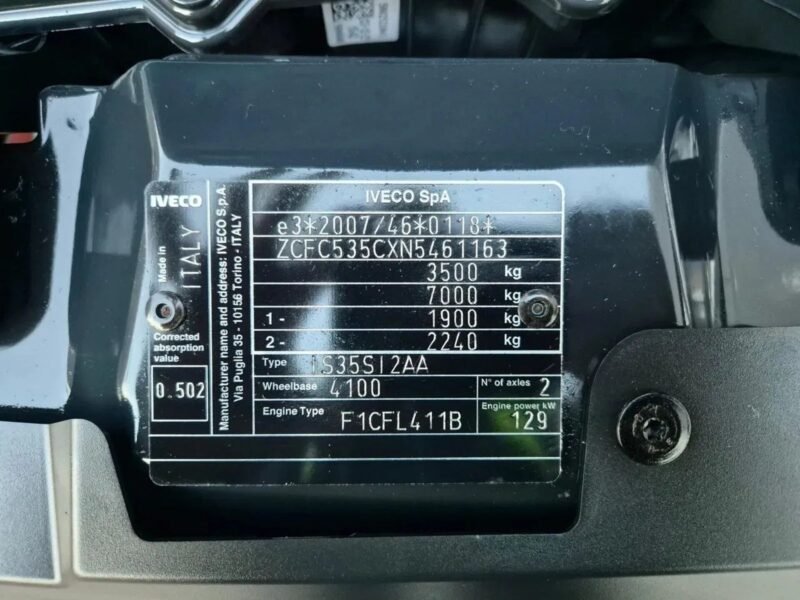 IVECO
Made in
ITALY
Corrected
absorption
value
0.502
Manufacturer name and address: IVECO S.p.A.
Via Puglia 35 - 10156 Torino - ITALY
IVECO SpA
e3*2007/46*0118*
ZCFC535CXN5461163
3500 kg
7000 kg
1 - 1900 kg
2 - 2240 kg
Type IS35SI2AA
Wheelbase 4100 N° of axles 2
Engine Type F1CFL411B Engine power kW 129